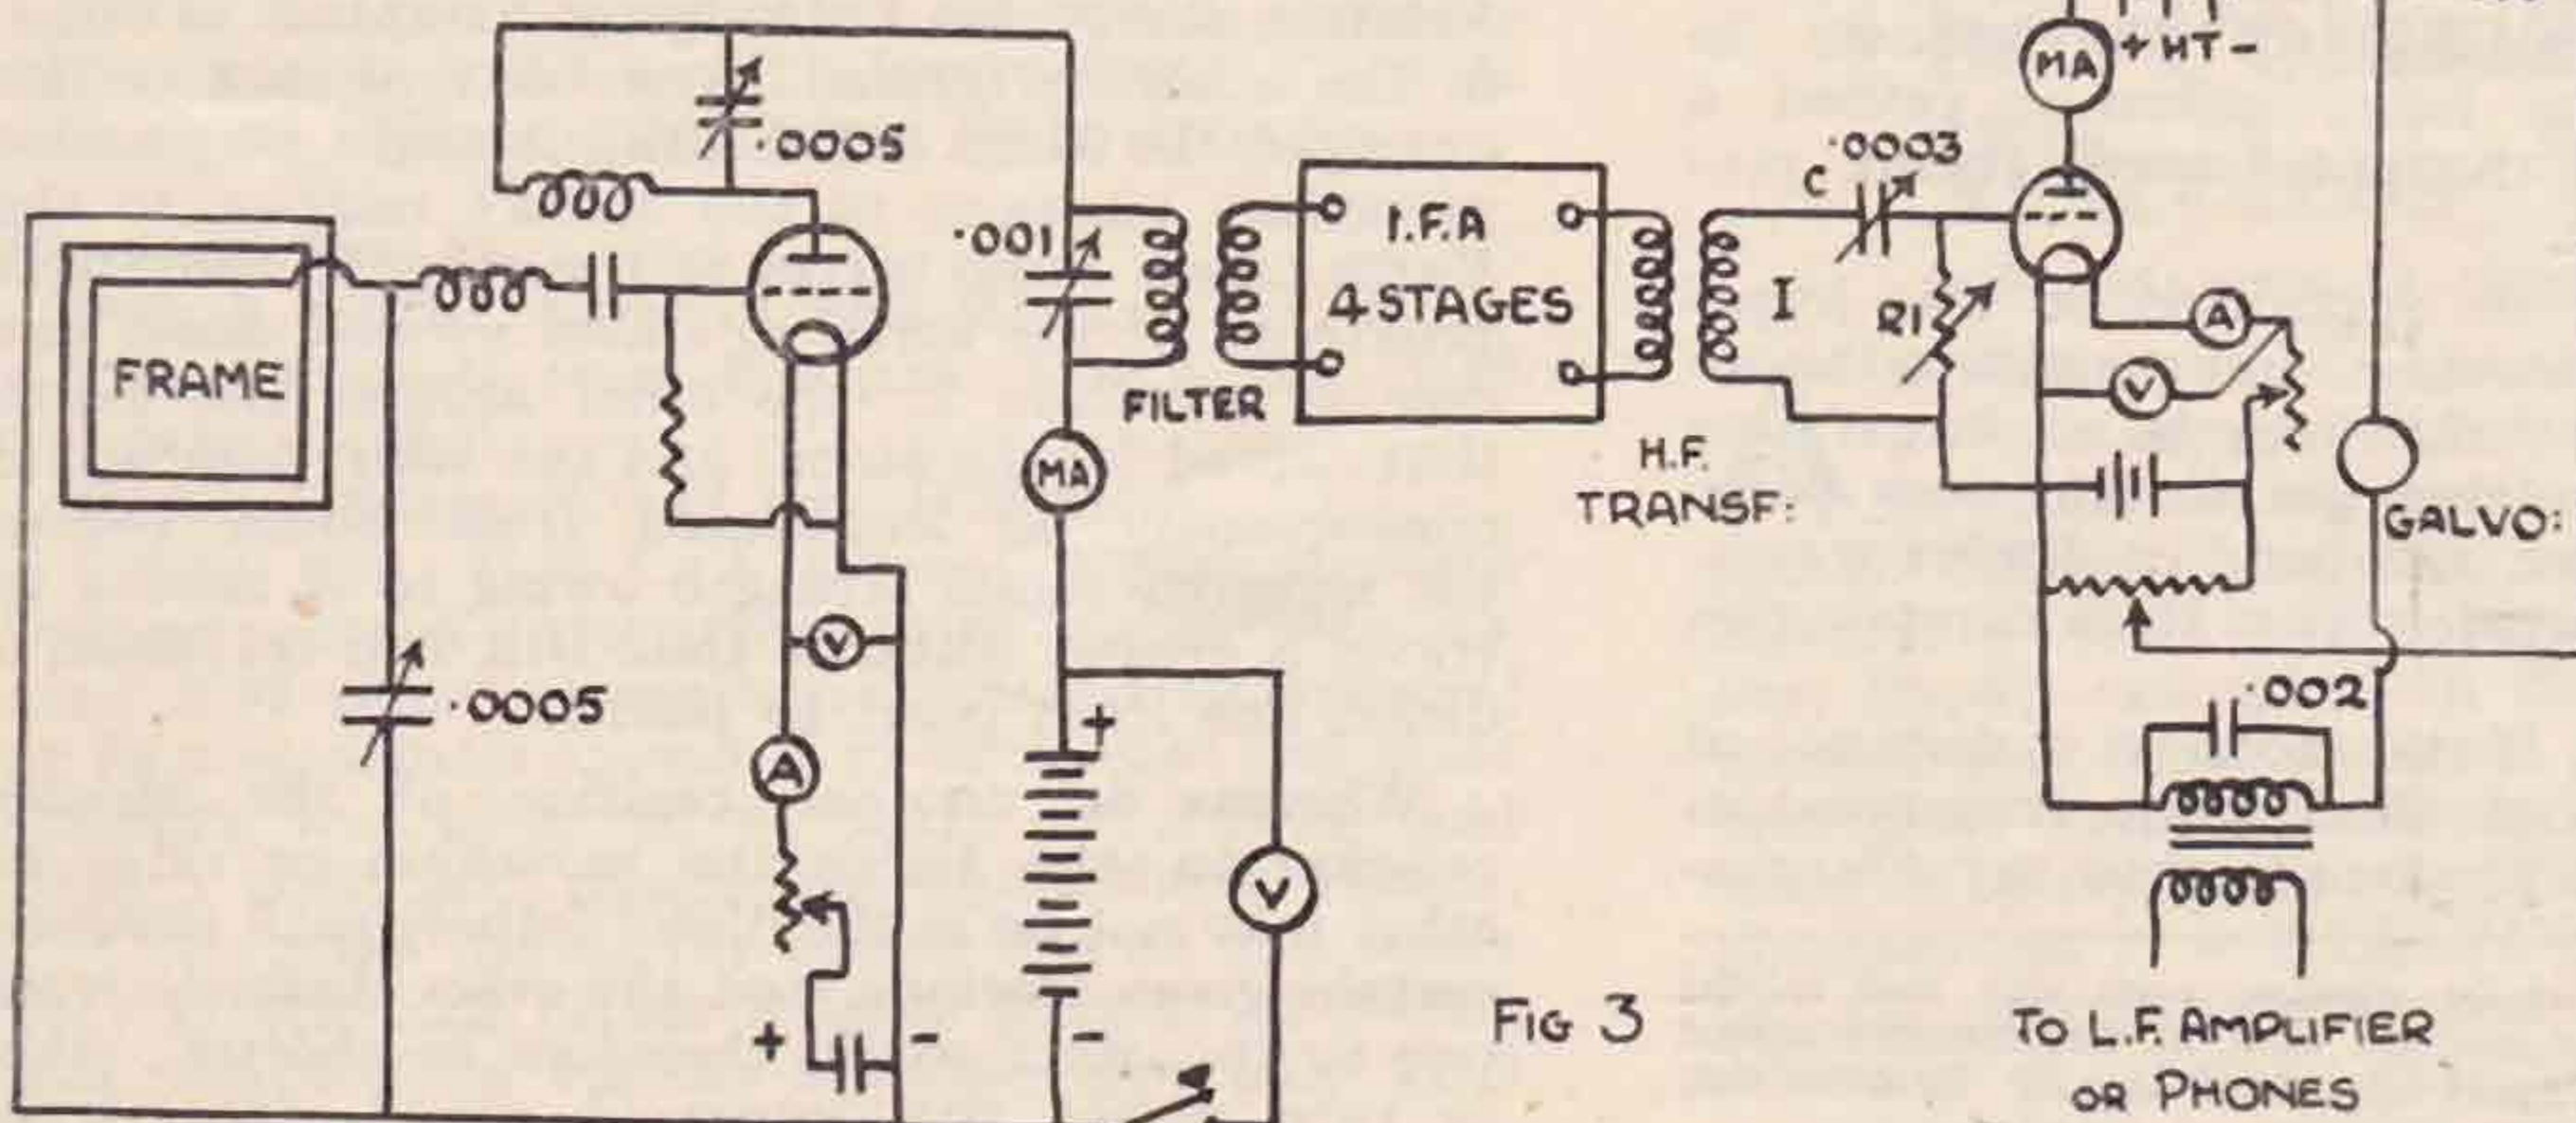 MA
+ HT -
.0005
.0003
C
.001
I.F.A
4 STAGES
I
R1
A
FRAME
V
FILTER
MA
H.F.
TRANSF:
GALVO:
V
.0005
.002
+
A
V
FIG 3
+
-
-
TO L.F. AMPLIFIER
OR PHONES